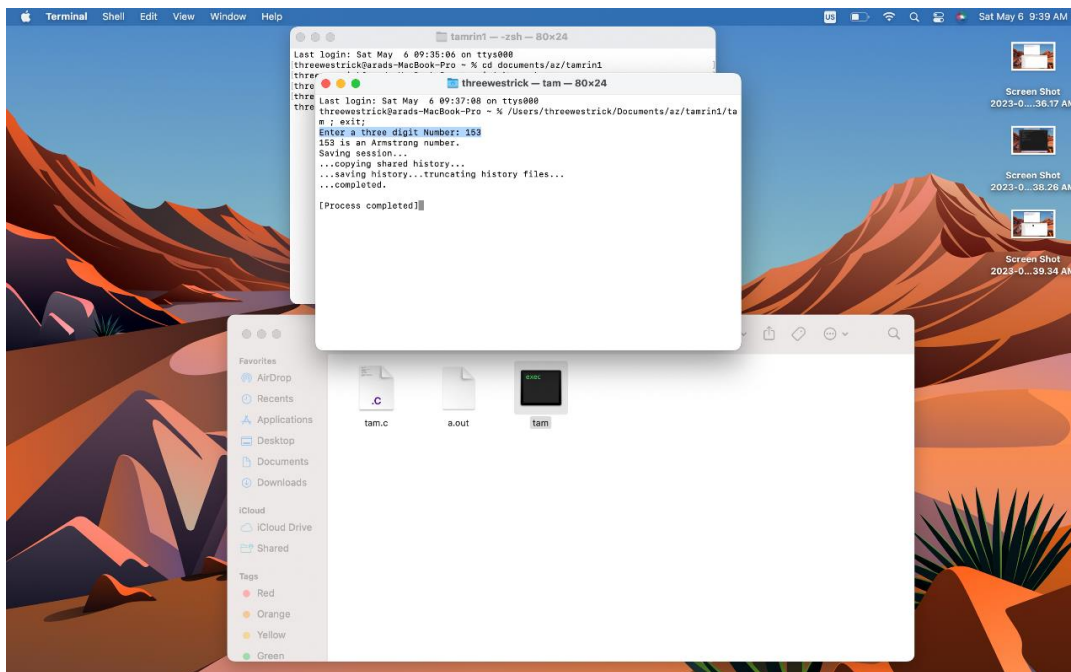 Terminal Shell Edit View Window Help
US
Sat May 6 9:39 AM
tamrin1 — -zsh — 80×24
Last login: Sat May 6 09:35:06 on ttys000
threewestrick@arads-MacBook-Pro ~ % cd documents/az/tamrin1
threewestrick — tam — 80×24
Last login: Sat May 6 09:37:08 on ttys000
threewestrick@arads-MacBook-Pro ~ % /Users/threewestrick/Documents/az/tamrin1/ta
m ; exit;
Enter a three digit Number: 153
153 is an Armstrong number.
Saving session...
...copying shared history...
...saving history...truncating history files...
...completed.
[Process completed]
Screen Shot
2023-0...36.17 AM
Screen Shot
2023-0...38.26 AM
Screen Shot
2023-0...39.34 AM
Favorites
AirDrop
Recents
Applications
Desktop
Documents
Downloads
iCloud
iCloud Drive
Shared
Tags
Red
Orange
Yellow
Green
.C
exec
tam.c
a.out
tam